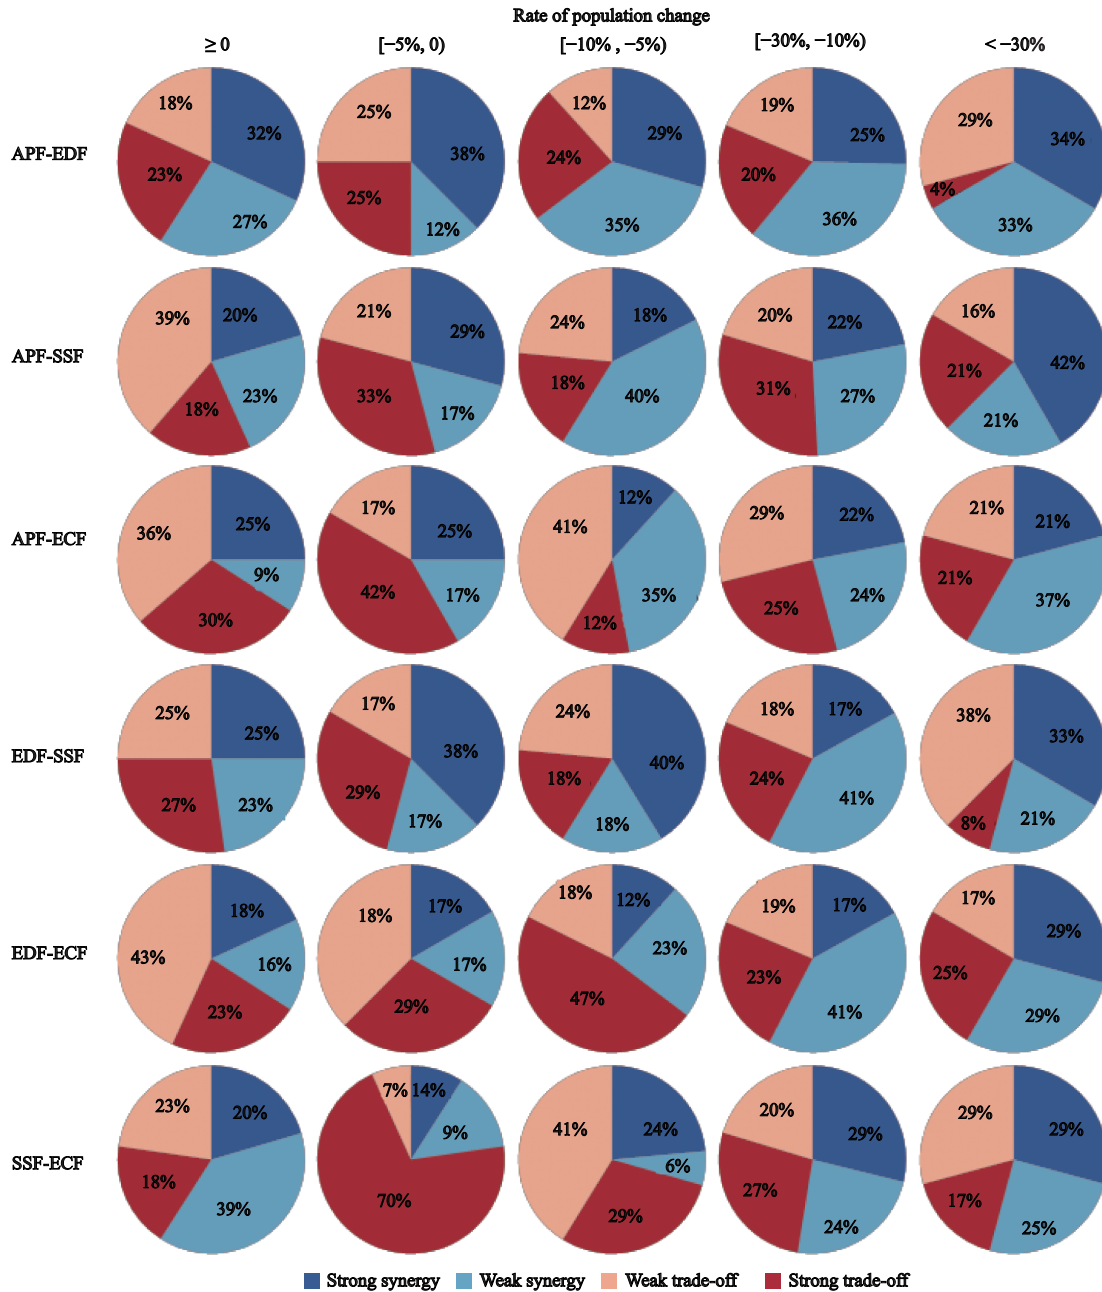 Rate of population change
≥ 0 [−5%, 0) [−10% , −5%) [−30%, −10%) < −30%
APF-EDF
18% 32% 23% 27%
25% 38% 25% 12%
12% 29% 24% 35%
19% 25% 20% 36%
29% 34% 4% 33%
APF-SSF
39% 20% 18% 23%
21% 29% 33% 17%
24% 18% 18% 40%
20% 22% 31% 27%
16% 42% 21% 21%
APF-ECF
36% 25% 9% 30%
17% 25% 42% 17%
41% 12% 35% 12%
29% 22% 25% 24%
21% 21% 21% 37%
EDF-SSF
25% 25% 27% 23%
17% 38% 29% 17%
24% 40% 18% 18%
18% 17% 24% 41%
38% 33% 8% 21%
EDF-ECF
43% 18% 16% 23%
18% 17% 17% 29%
18% 12% 23% 47%
19% 17% 23% 41%
17% 29% 25% 29%
SSF-ECF
23% 20% 18% 39%
7% 14% 9% 70%
41% 24% 6% 29%
20% 29% 27% 24%
29% 29% 17% 25%
Strong synergy Weak synergy Weak trade-off Strong trade-off